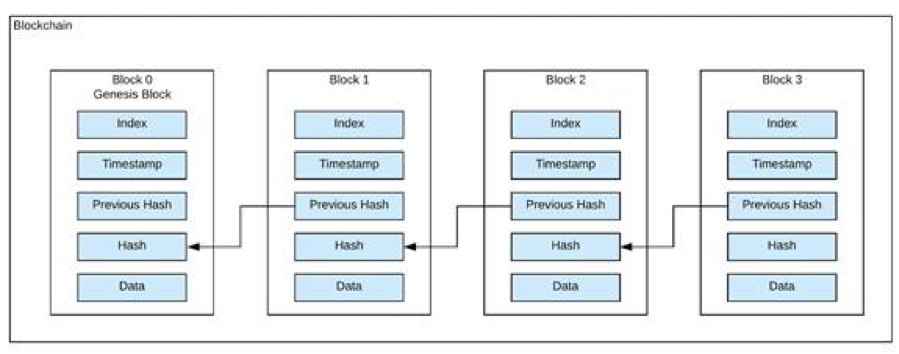 Blockchain
Block 0
Genesis Block
Index
Timestamp
Previous Hash
Hash
Data
Block 1
Index
Timestamp
Previous Hash
Hash
Data
Block 2
Index
Timestamp
Previous Hash
Hash
Data
Block 3
Index
Timestamp
Previous Hash
Hash
Data